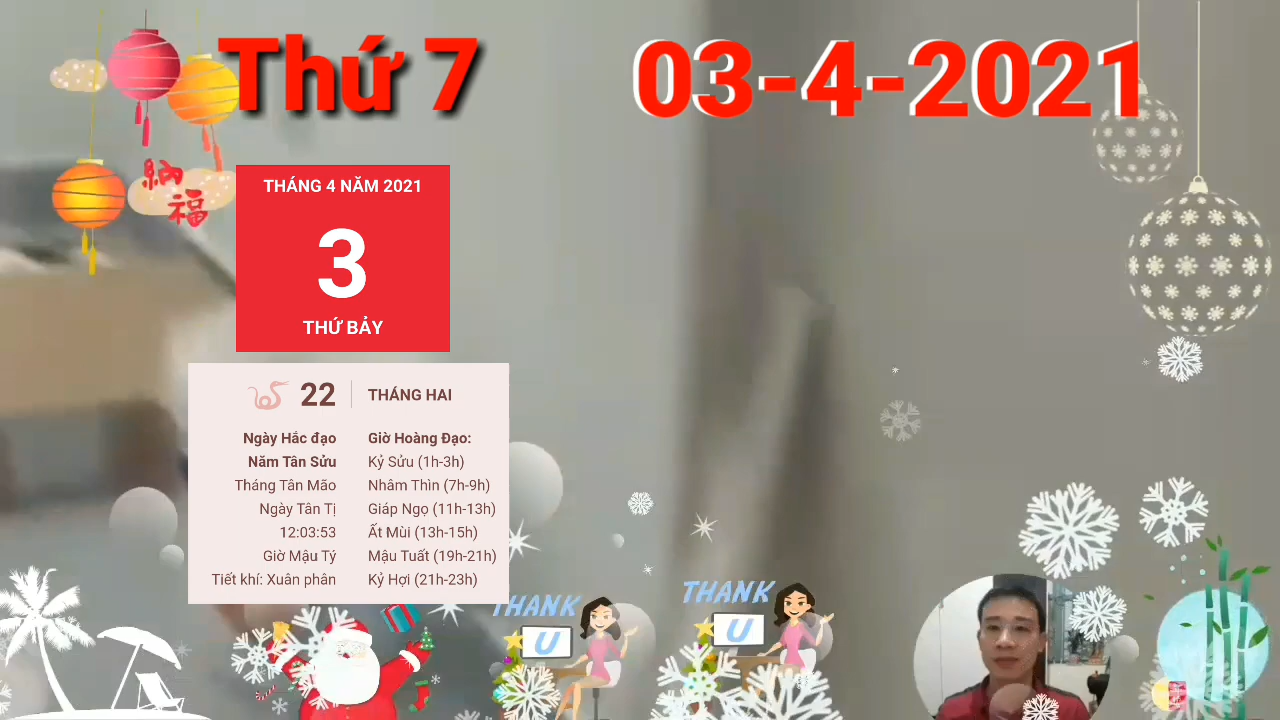 Thứ 7
03-4-2021
納
福
THÁNG 4 NĂM 2021
3
THỨ BẢY
22
THÁNG HAI
Ngày Hắc đạo
Năm Tân Sửu
Tháng Tân Mão
Ngày Tân Tị
12:03:53
Giờ Mậu Tý
Tiết khí: Xuân phân
Giờ Hoàng Đạo:
Kỷ Sửu (1h-3h)
Nhâm Thìn (7h-9h)
Giáp Ngọ (11h-13h)
Ất Mùi (13h-15h)
Mậu Tuất (19h-21h)
Kỷ Hợi (21h-23h)
THANK
U
THANK
U